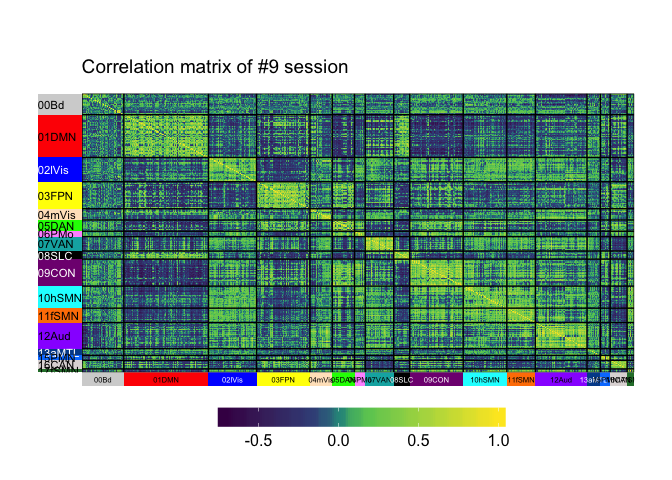 Correlation matrix of #9 session
00Bd
01DMN
02lVis
03FPN
04mVis
05DAN
06PMo
07VAN
08SLC
09CON
10hSMN
11fSMN
12Aud
00Bd 01DMN 02lVis 03FPN 04mVis 05DAN 07VAN 08SLC 09CON 10hSMN 11fSMN 12Aud
-0.5 0.0 0.5 1.0